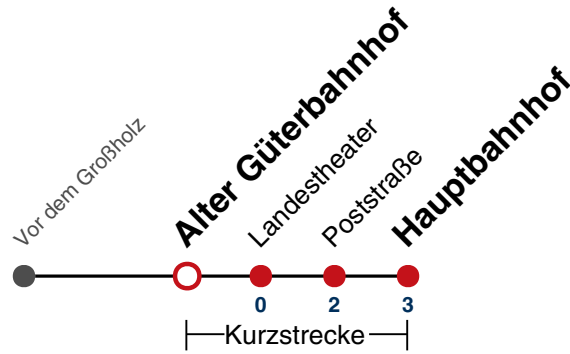 Vor dem Großholz
Alter Güterbahnhof
Landestheater
Poststraße
Hauptbahnhof
0
2
3
Kurzstrecke